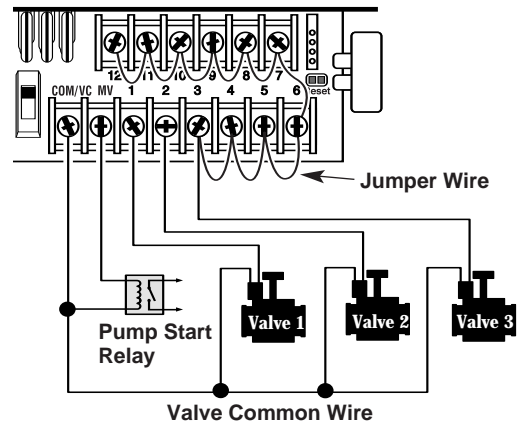 12 11 10 9 8 7
COM/VC MV 1 2 3 4 5 6 Reset
Jumper Wire
Pump Start
Relay
Valve 1
Valve 2
Valve 3
Valve Common Wire